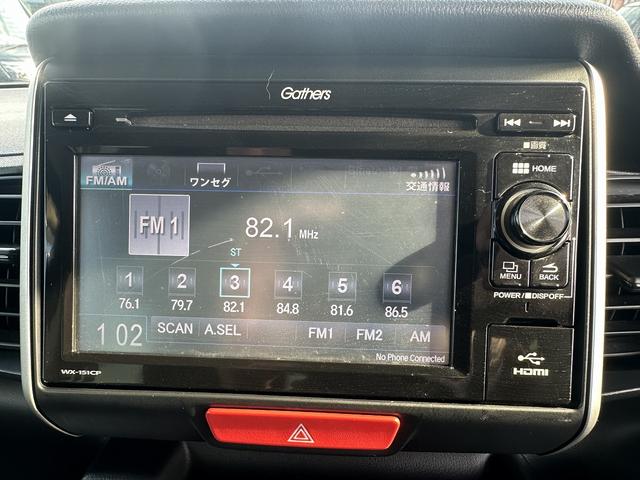 Gathers
画質
FM/AM
ワンセグ
交通情報
HOME
FM 1
82.1 MHz
ST
MENU BACK
1 2 3 4 5 6
76.1 79.7 82.1 84.8 81.6 86.5
POWER/ DISP OFF
1 02 SCAN A.SEL FM1 FM2 AM
No Phone Connected
WX-151CP
HDMI